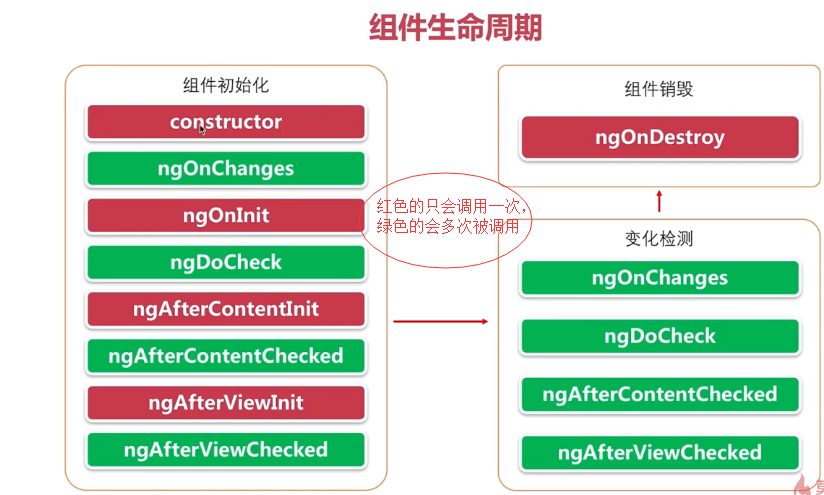 组件生命周期
组件初始化
constructor
ngOnChanges
ngOnInit
ngDoCheck
ngAfterContentInit
ngAfterContentChecked
ngAfterViewInit
ngAfterViewChecked
红色的只会调用一次，
绿色的会多次被调用
组件销毁
ngOnDestroy
变化检测
ngOnChanges
ngDoCheck
ngAfterContentChecked
ngAfterViewChecked